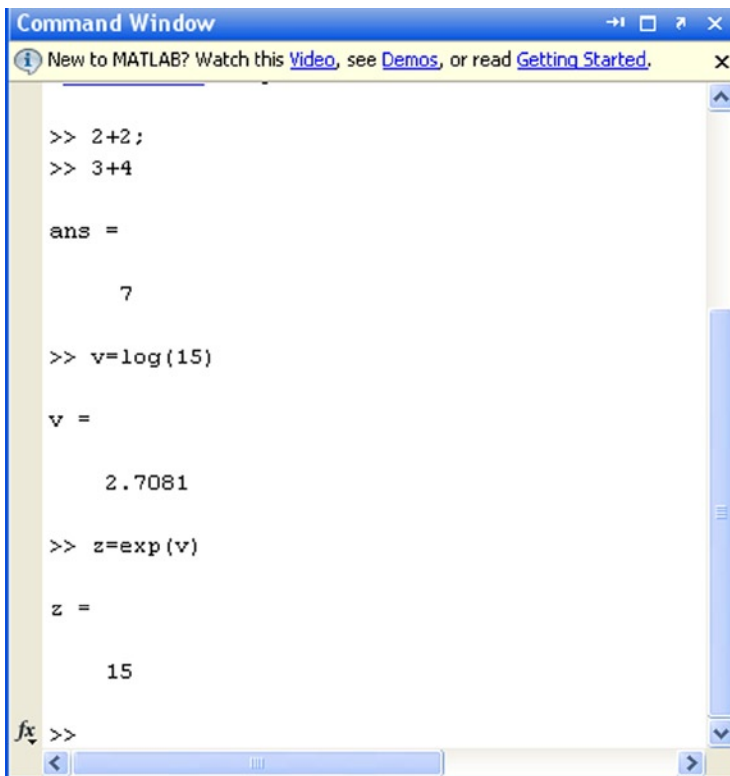 Command Window
New to MATLAB? Watch this Video, see Demos, or read Getting Started.
>> 2+2;
>> 3+4
ans =
7
>> v=log(15)
v =
2.7081
>> z=exp(v)
z =
15
fx >>